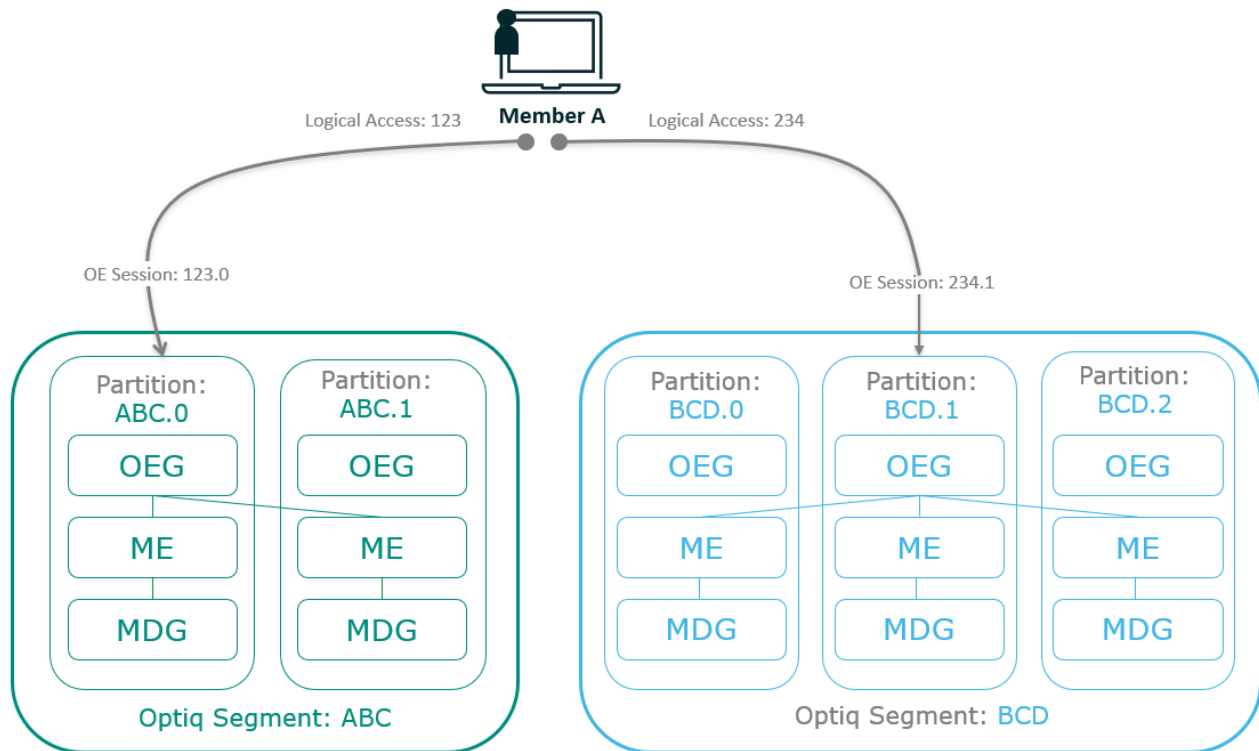 Logical Access: 123
Member A
Logical Access: 234
OE Session: 123.0
OE Session: 234.1
Partition:
ABC.0
OEG
ME
MDG
Partition:
ABC.1
OEG
ME
MDG
Optiq Segment: ABC
Partition:
BCD.0
OEG
ME
MDG
Partition:
BCD.1
OEG
ME
MDG
Partition:
BCD.2
OEG
ME
MDG
Optiq Segment: BCD